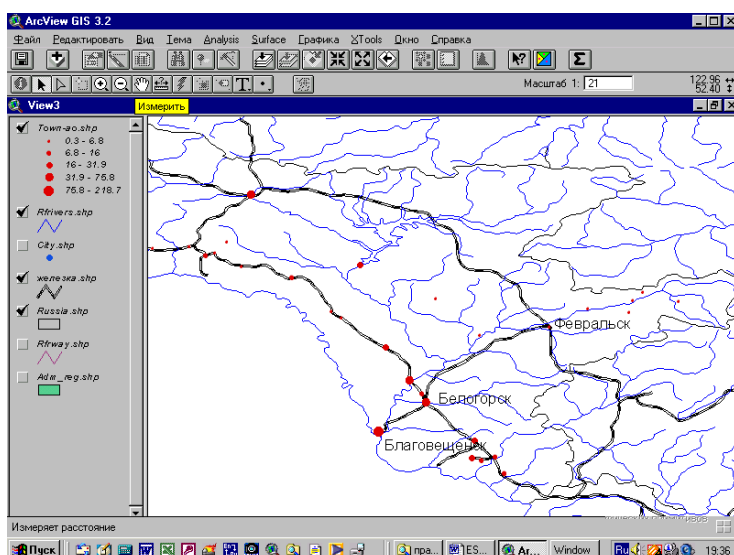 ArcView GIS 3.2
Файл Редактировать Вид Тема Analysis Surface Графика XTools Окно Справка
Масштаб 1: 21
122.96
52.40
View3
Измерить
Town-ao.shp
0.3 - 6.8
6.8 - 16
16 - 31.9
31.9 - 75.8
75.8 - 218.7
Rfrivers.shp
City.shp
железка.shp
Russia.shp
Rfrway.shp
Adm_reg.shp
Февральск
Белогорск
Благовещенск
Измеряет расстояние
Пуск
пра...
ES...
Ar...
Window
Ru
19:36